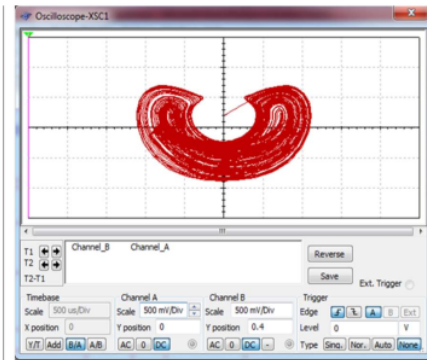 Oscilloscope-XSC1
T1
T2
T2-T1
Channel_B Channel_A
Reverse
Save
Ext. Trigger
Timebase
Scale 500 us/Div
X position 0
Y/T Add B/A A/B
Channel A
Scale 500 mV/Div
Y position 0
AC 0 DC
Channel B
Scale 500 mV/Div
Y position 0.4
AC 0 DC -
Trigger
Edge A B Ext
Level 0 V
Type Sing. Nor. Auto None